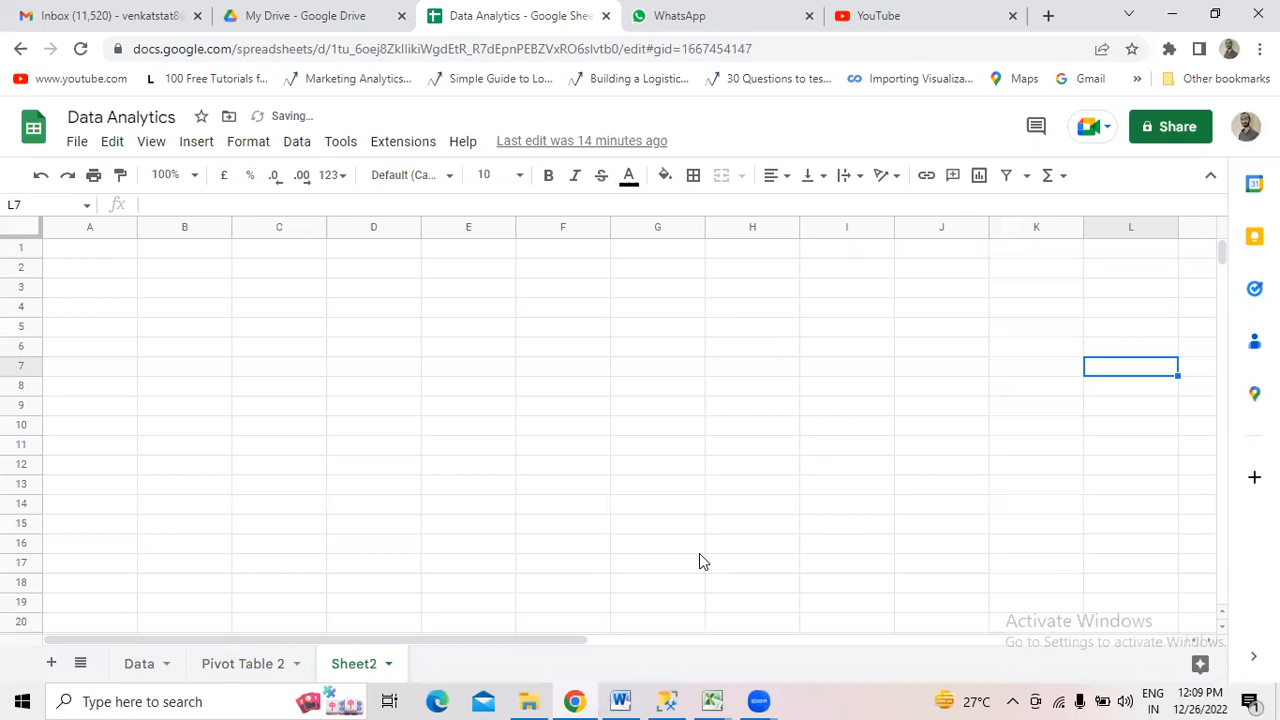 Inbox (11,520) - venkatsta
My Drive - Google Drive
Data Analytics - Google She
WhatsApp
YouTube
docs.google.com/spreadsheets/d/1tu_6oej8ZklIikiWgdEtR_R7dEpnPEBZVxRO6slvtb0/edit#gid=1667454147
www.youtube.com
L 100 Free Tutorials f...
Marketing Analytics...
Simple Guide to Lo...
Building a Logistic...
30 Questions to tes...
Importing Visualiza...
Maps
Gmail
Other bookmarks
Data Analytics
Saving...
File Edit View Insert Format Data Tools Extensions Help Last edit was 14 minutes ago
Share
100% £ % .0 .00 123 Default (Ca... 10 B I S A
L7 fx
A B C D E F G H I J K L
1
2
3
4
5
6
7
8
9
10
11
12
13
14
15
16
17
18
19
20
Activate Windows
Go to Settings to activate Windows.
Data Pivot Table 2 Sheet2
Type here to search
zoom
27°C
ENG
IN
12:09 PM
12/26/2022
1